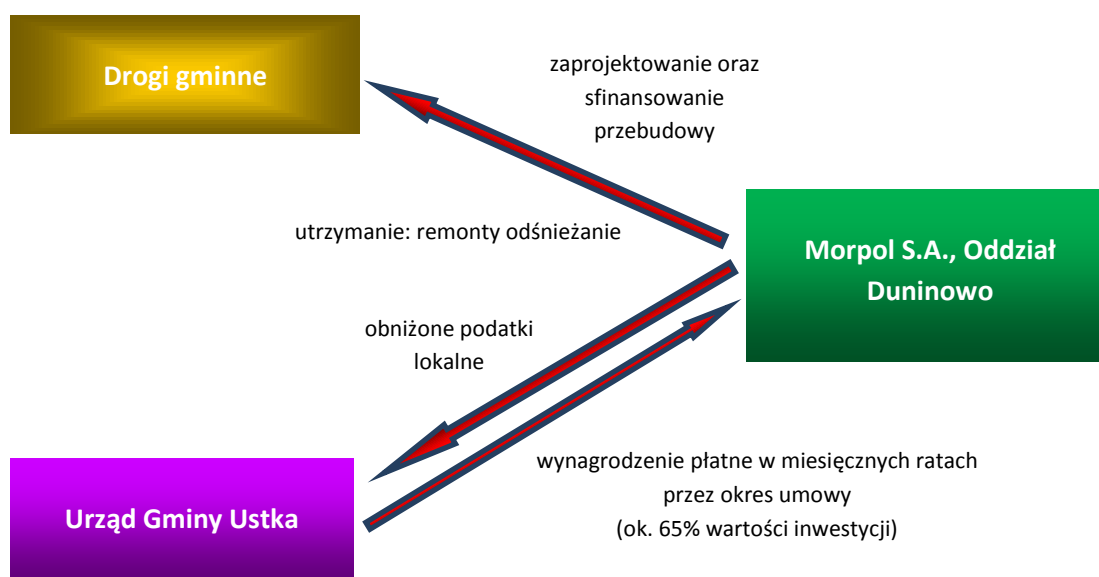 Drogi gminne
zaprojektowanie oraz
sfinansowanie
przebudowy
utrzymanie: remonty odśnieżanie
Morpol S.A., Oddział
Duninowo
obniżone podatki
lokalne
wynagrodzenie płatne w miesięcznych ratach
przez okres umowy
(ok. 65% wartości inwestycji)
Urząd Gminy Ustka